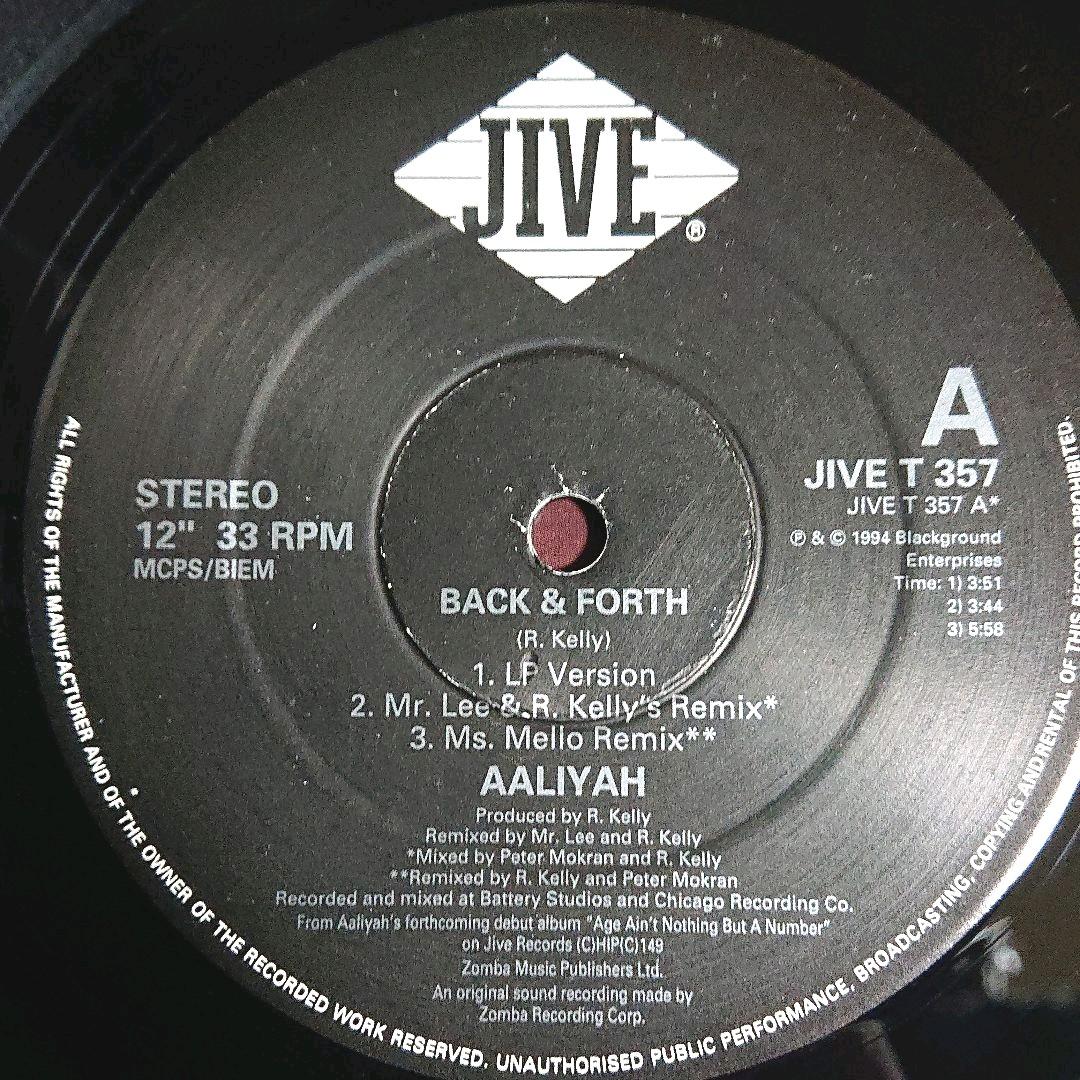 JIVE
®
A
JIVE T 357
JIVE T 357 A*
℗ & © 1994 Blackground
Enterprises
Time: 1) 3:51
2) 3:44
3) 5:58
STEREO
12" 33 RPM
MCPS/BIEM
BACK & FORTH
(R. Kelly)
1. LP Version
2. Mr. Lee & R. Kelly's Remix*
3. Ms. Mello Remix**
AALIYAH
Produced by R. Kelly
Remixed by Mr. Lee and R. Kelly
*Mixed by Peter Mokran and R. Kelly
**Remixed by R. Kelly and Peter Mokran
Recorded and mixed at Battery Studios and Chicago Recording Co.
From Aaliyah's forthcoming debut album "Age Ain't Nothing But A Number"
on Jive Records (C)HIP(C)149
Zomba Music Publishers Ltd.
An original sound recording made by
Zomba Recording Corp.
ALL RIGHTS OF THE MANUFACTURER AND OF THE OWNER OF THE RECORDED WORK RESERVED. UNAUTHORISED PUBLIC PERFORMANCE, BROADCASTING, COPYING AND RENTAL OF THIS RECORD PROHIBITED.